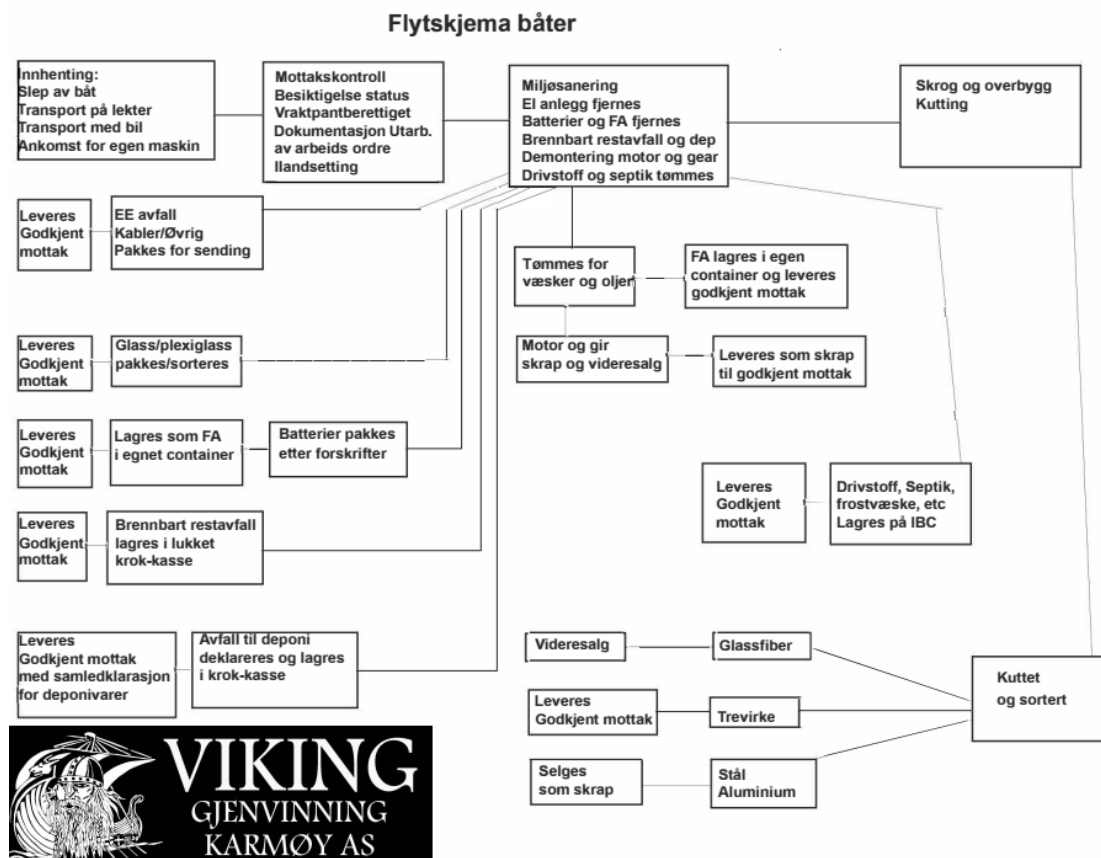 Flytskjema båter
Innhenting:
Slep av båt
Transport på lekter
Transport med bil
Ankomst for egen maskin
Mottakskontroll
Besiktigelse status
Vraktpantberettiget
Dokumentasjon Utarb.
av arbeids ordre
Ilandsetting
Miljøsanering
El anlegg fjernes
Batterier og FA fjernes
Brennbart restavfall og dep
Demontering motor og gear
Drivstoff og septik tømmes
Skrog og overbygg
Kutting
Leveres
Godkjent
mottak
EE avfall
Kabler/Øvrig
Pakkes for sending
Tømmes for
væsker og oljer
FA lagres i egen
container og leveres
godkjent mottak
Leveres
Godkjent
mottak
Glass/plexiglass
pakkes/sorteres
Motor og gir
skrap og videresalg
Leveres som skrap
til godkjent mottak
Leveres
Godkjent
mottak
Lagres som FA
i egnet container
Batterier pakkes
etter forskrifter
Leveres
Godkjent
mottak
Drivstoff, Septik,
frostvæske, etc
Lagres på IBC
Leveres
Godkjent
mottak
Brennbart restavfall
lagres i lukket
krok-kasse
Leveres
Godkjent mottak
med samledklarasjon
for deponivarer
Avfall til deponi
deklareres og lagres
i krok-kasse
Videresalg
Glassfiber
Leveres
Godkjent mottak
Trevirke
Selges
som skrap
Stål
Aluminium
Kuttet
og sortert
VIKING
GJENVINNING
KARMØY AS